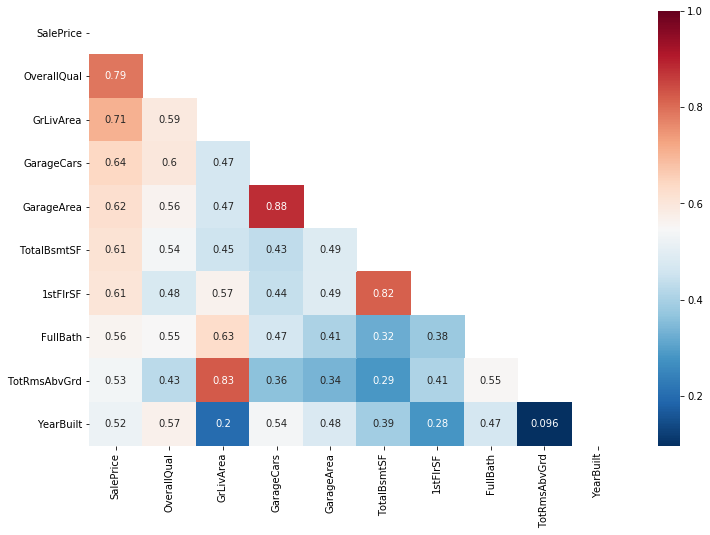 SalePrice
OverallQual 0.79
GrLivArea 0.71 0.59
GarageCars 0.64 0.6 0.47
GarageArea 0.62 0.56 0.47 0.88
TotalBsmtSF 0.61 0.54 0.45 0.43 0.49
1stFlrSF 0.61 0.48 0.57 0.44 0.49 0.82
FullBath 0.56 0.55 0.63 0.47 0.41 0.32 0.38
TotRmsAbvGrd 0.53 0.43 0.83 0.36 0.34 0.29 0.41 0.55
YearBuilt 0.52 0.57 0.2 0.54 0.48 0.39 0.28 0.47 0.096
SalePrice
OverallQual
GrLivArea
GarageCars
GarageArea
TotalBsmtSF
1stFlrSF
FullBath
TotRmsAbvGrd
YearBuilt
1.0
0.8
0.6
0.4
0.2